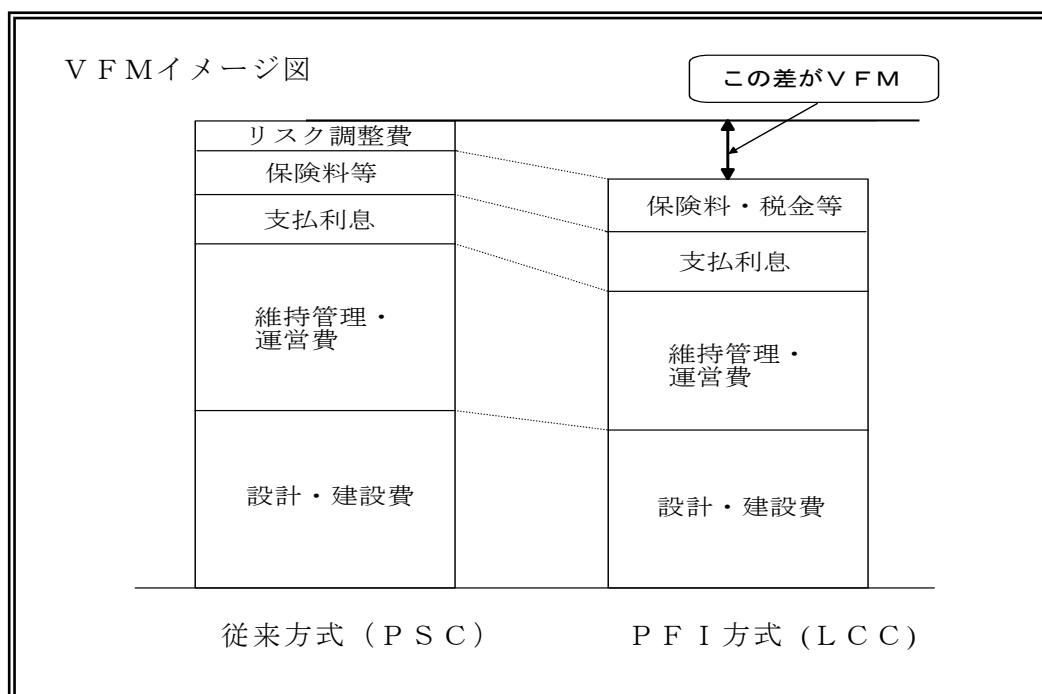 ＶＦＭイメージ図
この差がＶＦＭ
リスク調整費
保険料等
支払利息
維持管理・
運営費
設計・建設費
保険料・税金等
支払利息
維持管理・
運営費
設計・建設費
従来方式（ＰＳＣ）
ＰＦＩ方式 (ＬＣＣ)